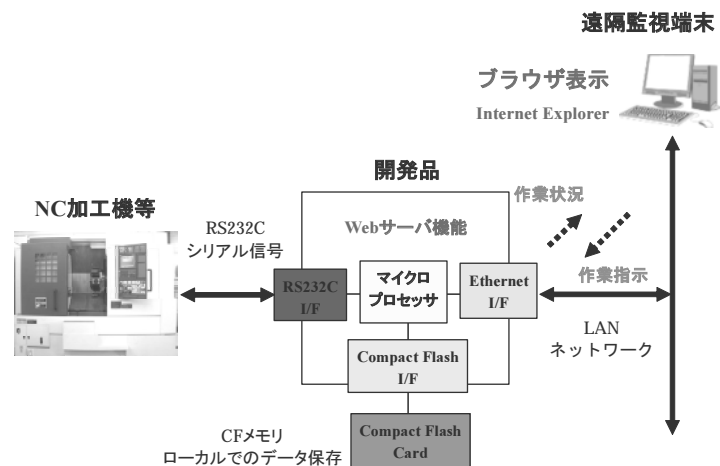 遠隔監視端末
ブラウザ表示
Internet Explorer
開発品
NC加工機等
作業状況
RS232C
シリアル信号
Webサーバ機能
RS232C
I/F
マイクロ
プロセッサ
Ethernet
I/F
作業指示
LAN
ネットワーク
Compact Flash
I/F
CFメモリ
ローカルでのデータ保存
Compact Flash
Card